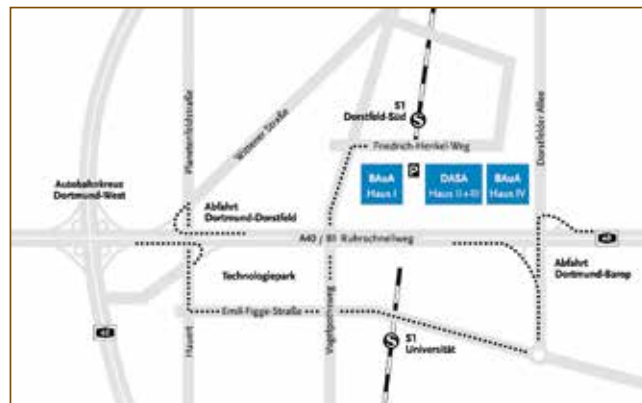 S1
Dorstfeld-Süd
Planetenfeldstraße
Wittener Straße
Dorstfelder Allee
Friedrich-Henkel-Weg
P
BAuA
Haus I
DASA
Haus II+III
BAuA
Haus IV
Autobahnkreuz
Dortmund-West
Abfahrt
Dortmund-Dorstfeld
A40 / B1 Ruhrschnellweg
Technologiepark
Abfahrt
Dortmund-Barop
Emil-Figge-Straße
Hauert
Vogelpothsweg
S1
Universität